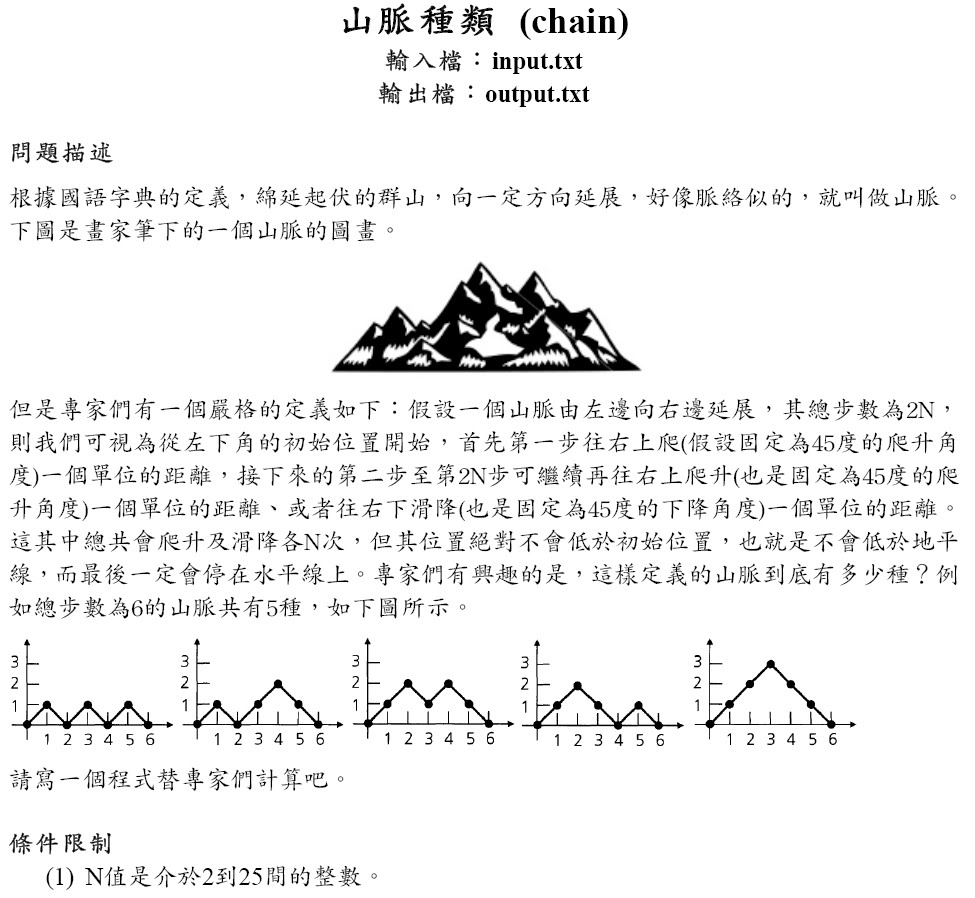 山脈種類 (chain)
輸入檔：input.txt
輸出檔：output.txt
問題描述
根據國語字典的定義，綿延起伏的群山，向一定方向延展，好像脈絡似的，就叫做山脈。
下圖是畫家筆下的一個山脈的圖畫。
但是專家們有一個嚴格的定義如下：假設一個山脈由左邊向右邊延展，其總步數為2N，
則我們可視為從左下角的初始位置開始，首先第一步往右上爬(假設固定為45度的爬升角
度)一個單位的距離，接下來的第二步至第2N步可繼續再往右上爬升(也是固定為45度的爬
升角度)一個單位的距離、或者往右下滑降(也是固定為45度的下降角度)一個單位的距離。
這其中總共會爬升及滑降各N次，但其位置絕對不會低於初始位置，也就是不會低於地平
線，而最後一定會停在水平線上。專家們有興趣的是，這樣定義的山脈到底有多少種？例
如總步數為6的山脈共有5種，如下圖所示。
3 3 3 3 3
2 2 2 2 2
1 1 1 1 1
1 2 3 4 5 6 1 2 3 4 5 6 1 2 3 4 5 6 1 2 3 4 5 6 1 2 3 4 5 6
請寫一個程式替專家們計算吧。
條件限制
(1) N值是介於2到25間的整數。